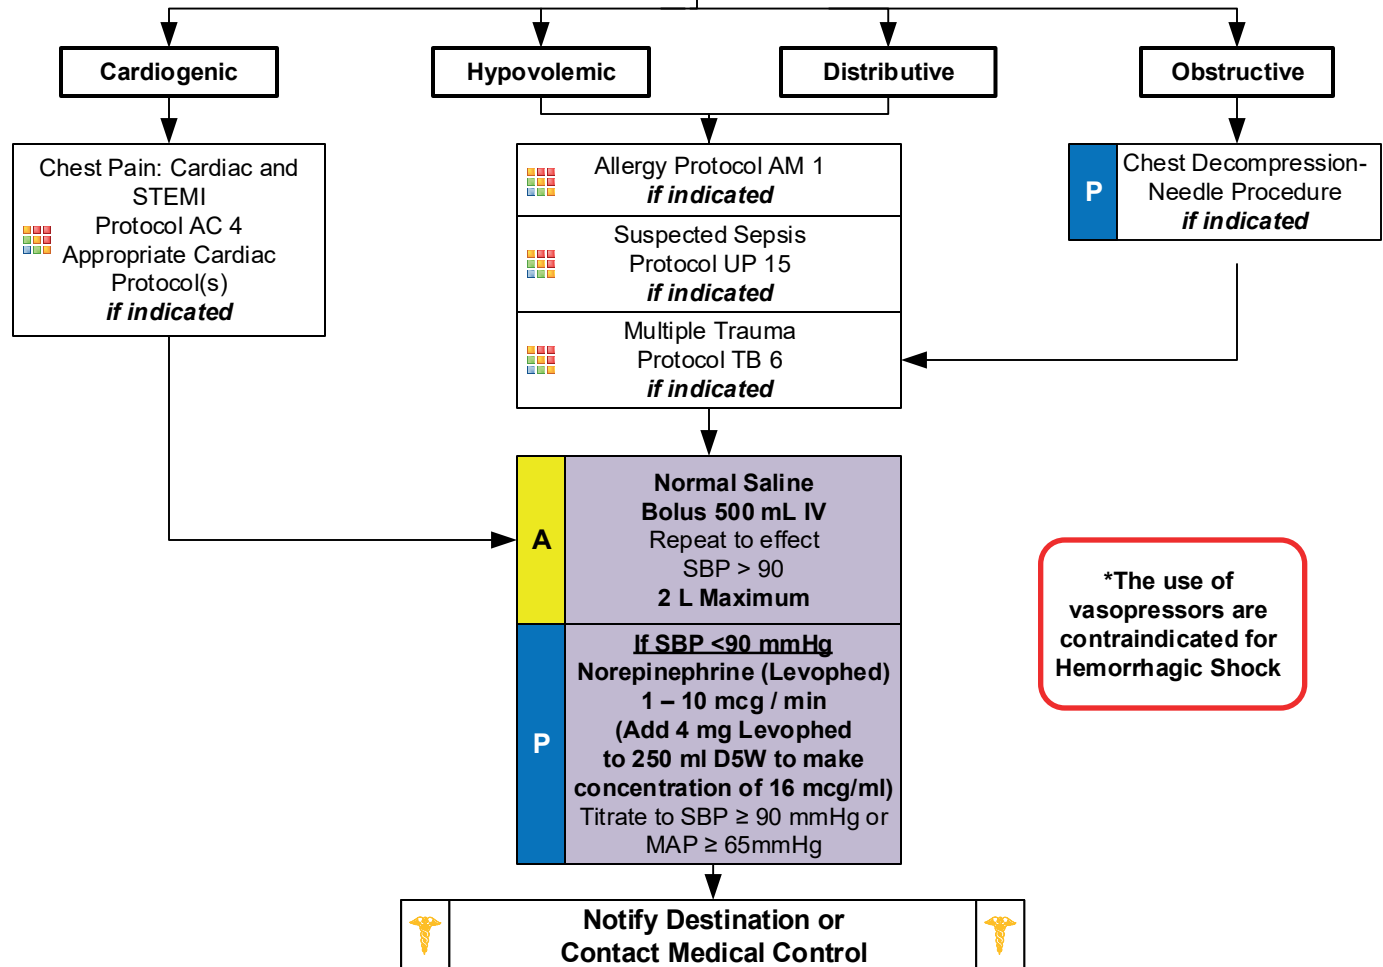 Cardiogenic
Hypovolemic
Distributive
Obstructive
Chest Pain: Cardiac and
STEMI
Protocol AC 4
Appropriate Cardiac
Protocol(s)
if indicated
Allergy Protocol AM 1
if indicated
Suspected Sepsis
Protocol UP 15
if indicated
Multiple Trauma
Protocol TB 6
if indicated
P
Chest Decompression-
Needle Procedure
if indicated
A
Normal Saline
Bolus 500 mL IV
Repeat to effect
SBP > 90
2 L Maximum
P
If SBP <90 mmHg
Norepinephrine (Levophed)
1 – 10 mcg / min
(Add 4 mg Levophed
to 250 ml D5W to make
concentration of 16 mcg/ml)
Titrate to SBP ≥ 90 mmHg or
MAP ≥ 65mmHg
*The use of
vasopressors are
contraindicated for
Hemorrhagic Shock
Notify Destination or
Contact Medical Control